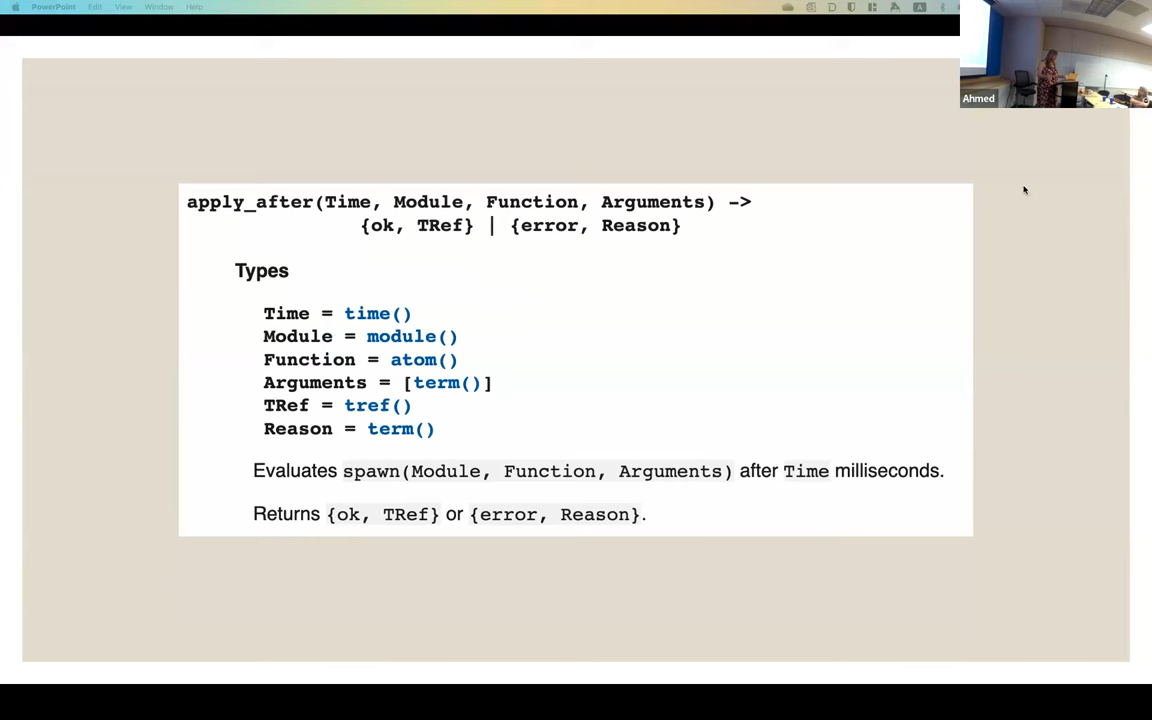 PowerPoint Edit View Window Help
A
Ahmed
apply_after(Time, Module, Function, Arguments) ->
{ok, TRef} | {error, Reason}
Types
Time = time()
Module = module()
Function = atom()
Arguments = [term()]
TRef = tref()
Reason = term()
Evaluates spawn(Module, Function, Arguments) after Time milliseconds.
Returns {ok, TRef} or {error, Reason}.